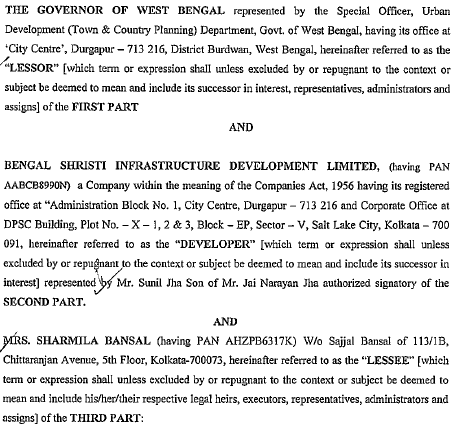 THE GOVERNOR OF WEST BENGAL represented by the Special Officer, Urban
Development (Town & Country Planning) Department, Govt. of West Bengal, having its office at
'City Centre', Durgapur – 713 216, District Burdwan, West Bengal, hereinafter referred to as the
"LESSOR" [which term or expression shall unless excluded by or repugnant to the context or
subject be deemed to mean and include its successor in interest, representatives, administrators and
assigns] of the FIRST PART
AND
BENGAL SHRISTI INFRASTRUCTURE DEVELOPMENT LIMITED, (having PAN
AABCB8990N) a Company within the meaning of the Companies Act, 1956 having its registered
office at "Administration Block No. 1, City Centre, Durgapur – 713 216 and Corporate Office at
DPSC Building, Plot No. – X – 1, 2 & 3, Block – EP, Sector – V, Salt Lake City, Kolkata – 700
091, hereinafter referred to as the "DEVELOPER" [which term or expression shall unless
excluded by or repugnant to the context or subject be deemed to mean and include its successor in
interest] represented by Mr. Sunil Jha Son of Mr. Jai Narayan Jha authorized signatory of the
SECOND PART.
AND
MRS. SHARMILA BANSAL (having PAN AHZPB6317K) W/o Sajjal Bansal of 113/1B,
Chittaranjan Avenue, 5th Floor, Kolkata-700073, hereinafter referred to as the "LESSEE" [which
term or expression shall unless excluded by or repugnant to the context or subject be deemed to
mean and include his/her/their respective legal heirs, executors, representatives, administrators and
assigns] of the THIRD PART: